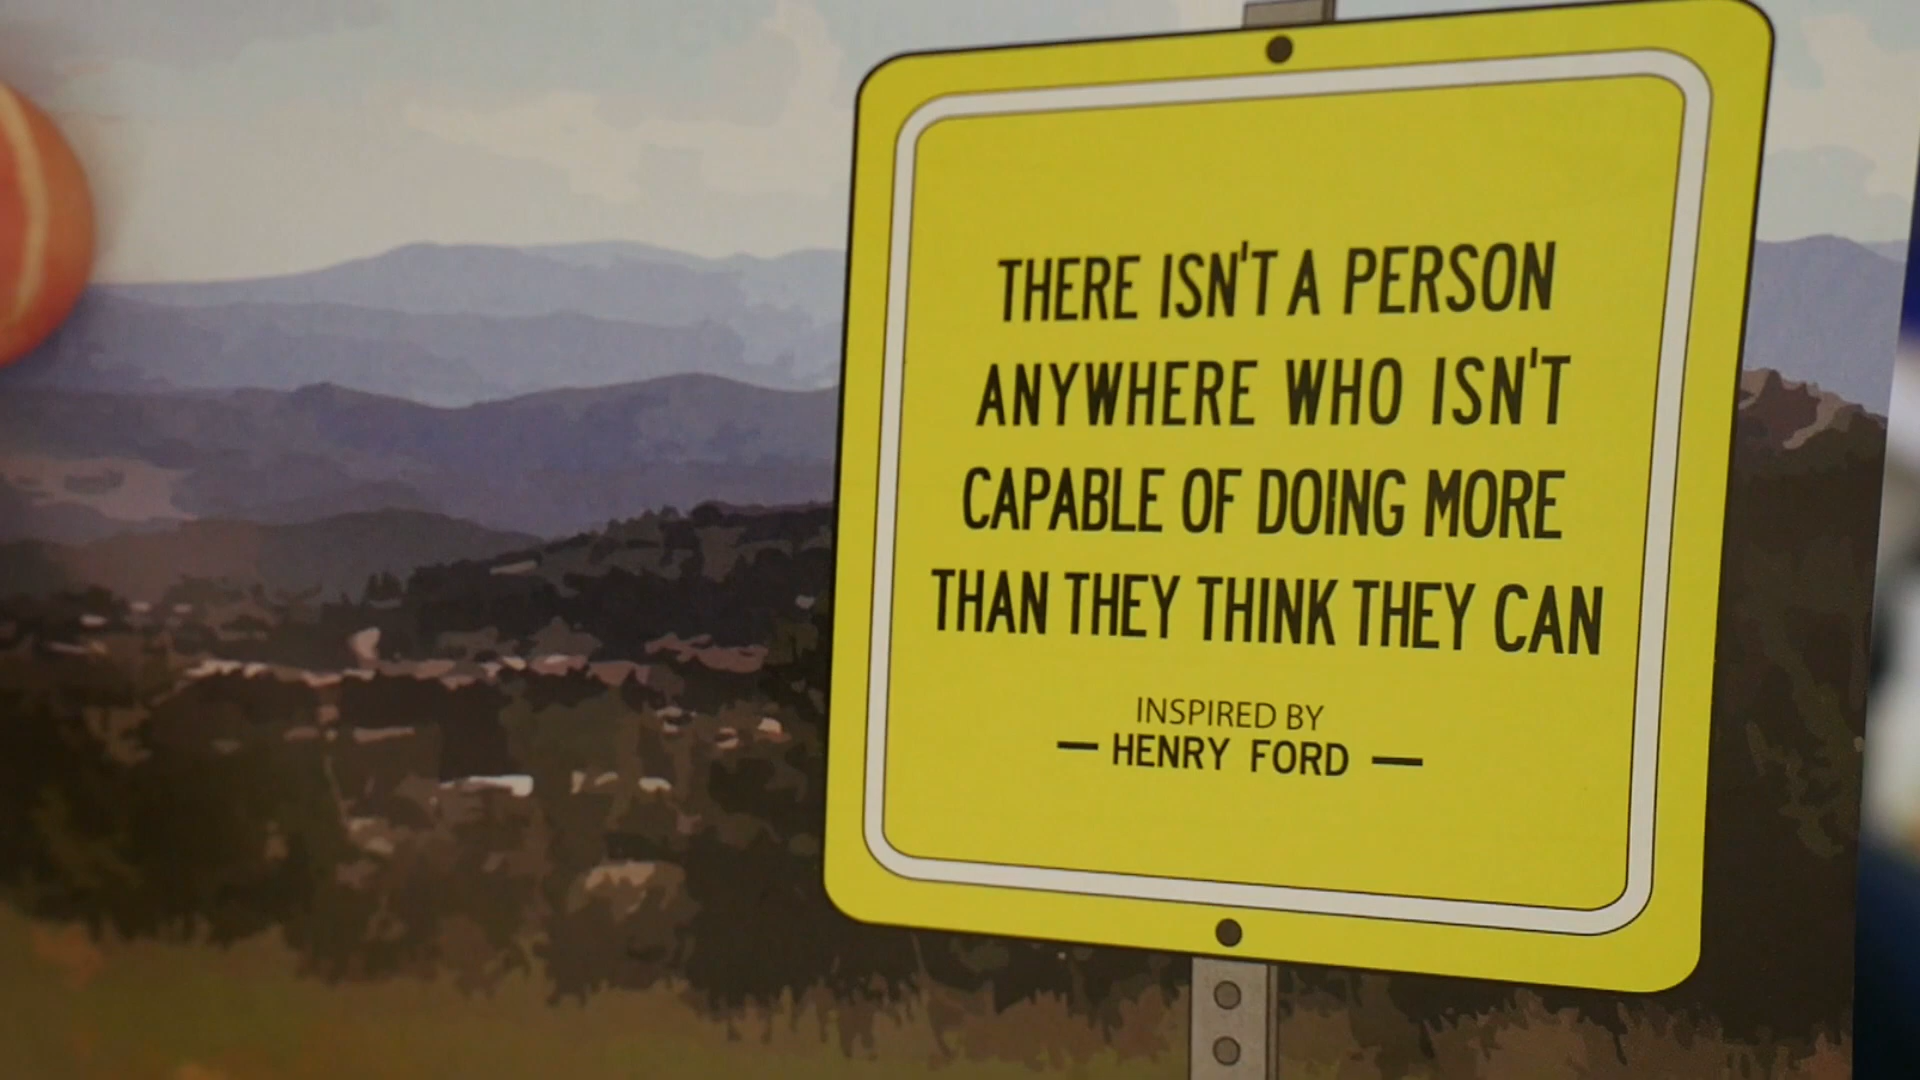 THERE ISN'T A PERSON
ANYWHERE WHO ISN'T
CAPABLE OF DOING MORE
THAN THEY THINK THEY CAN
INSPIRED BY
— HENRY FORD —